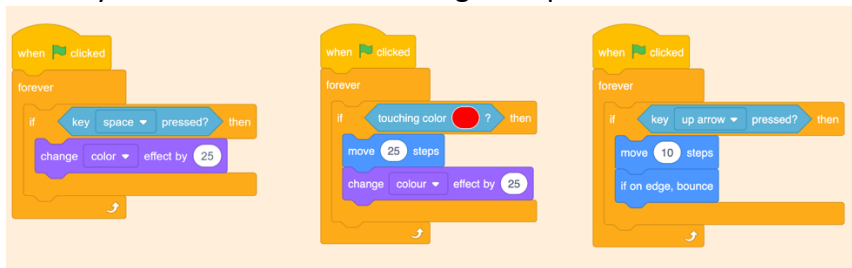 when clicked
forever
if key space pressed? then
change color effect by 25
when clicked
forever
if touching color ? then
move 25 steps
change colour effect by 25
when clicked
forever
if key up arrow pressed? then
move 10 steps
if on edge, bounce